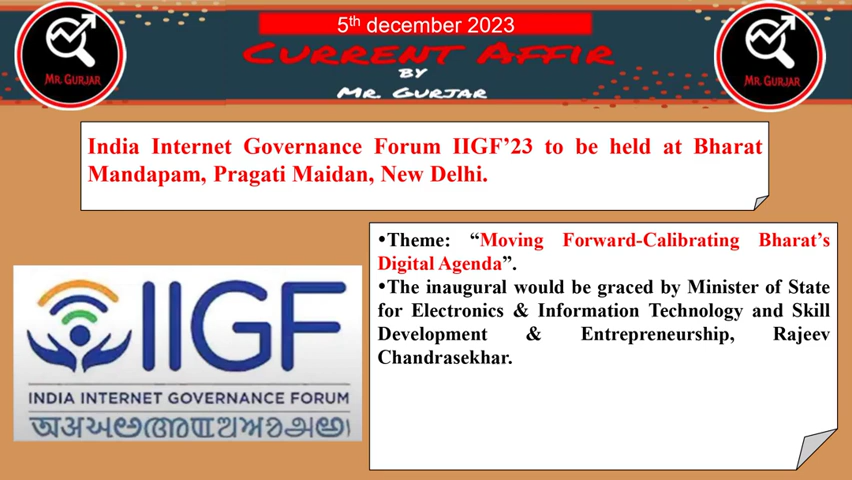 5th december 2023
Current Affir
by
Mr. Gurjar
Mr. Gurjar
Mr. Gurjar
India Internet Governance Forum IIGF’23 to be held at Bharat
Mandapam, Pragati Maidan, New Delhi.
•Theme: “Moving Forward-Calibrating Bharat’s
Digital Agenda”.
•The inaugural would be graced by Minister of State
for Electronics & Information Technology and Skill
Development & Entrepreneurship, Rajeev
Chandrasekhar.
IIGF
INDIA INTERNET GOVERNANCE FORUM